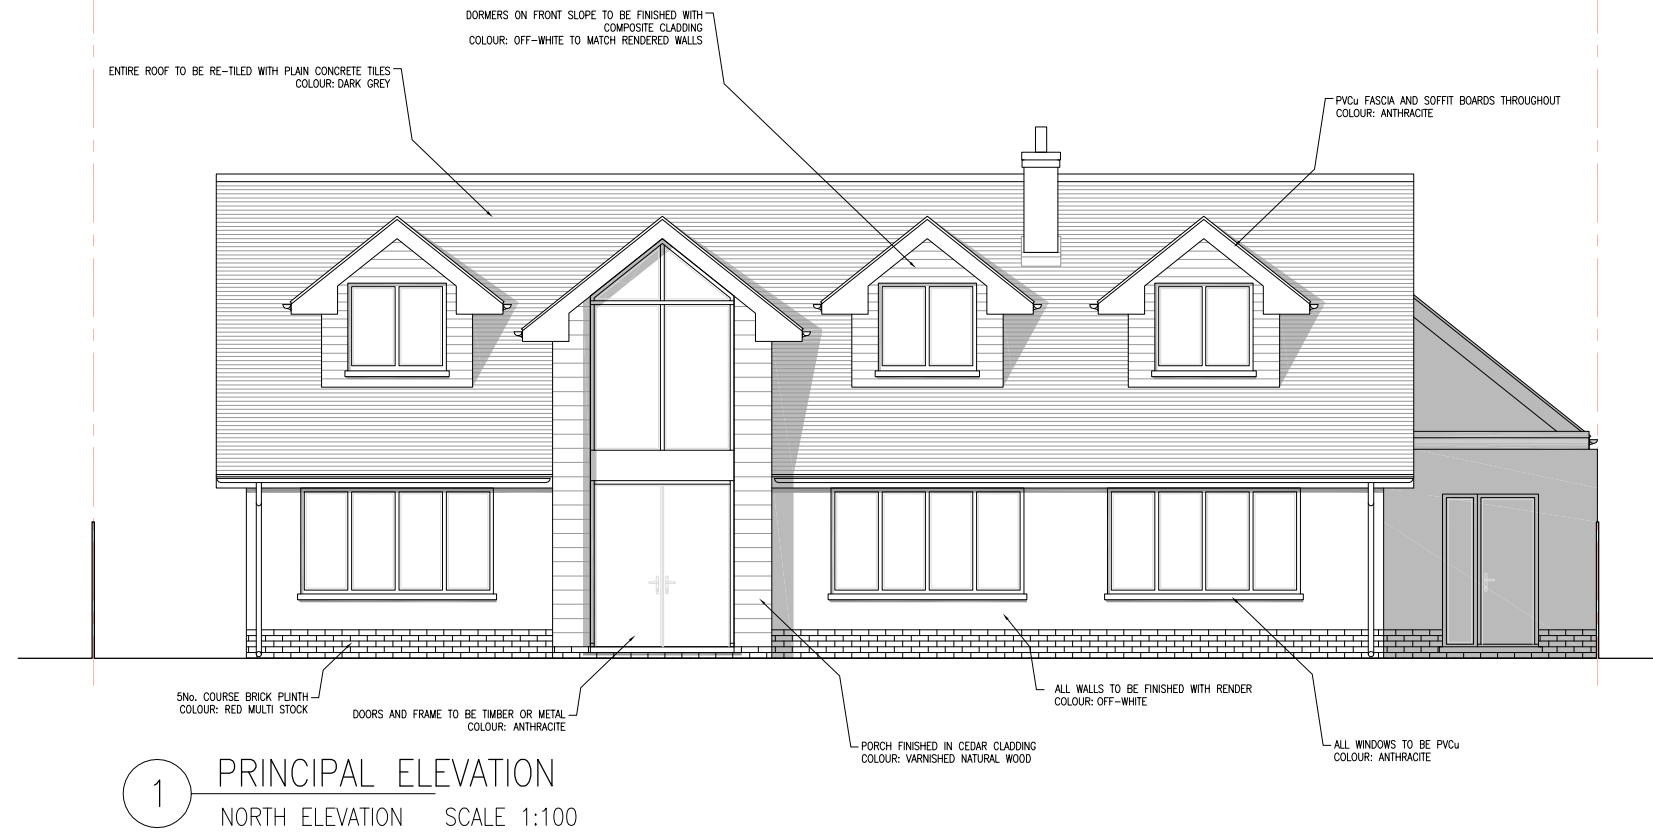 DORMERS ON FRONT SLOPE TO BE FINISHED WITH
COMPOSITE CLADDING
COLOUR: OFF-WHITE TO MATCH RENDERED WALLS
ENTIRE ROOF TO BE RE-TILED WITH PLAIN CONCRETE TILES
COLOUR: DARK GREY
PVCu FASCIA AND SOFFIT BOARDS THROUGHOUT
COLOUR: ANTHRACITE
5No. COURSE BRICK PLINTH
COLOUR: RED MULTI STOCK
DOORS AND FRAME TO BE TIMBER OR METAL
COLOUR: ANTHRACITE
PORCH FINISHED IN CEDAR CLADDING
COLOUR: VARNISHED NATURAL WOOD
ALL WALLS TO BE FINISHED WITH RENDER
COLOUR: OFF-WHITE
ALL WINDOWS TO BE PVCu
COLOUR: ANTHRACITE
1
PRINCIPAL ELEVATION
NORTH ELEVATION SCALE 1:100